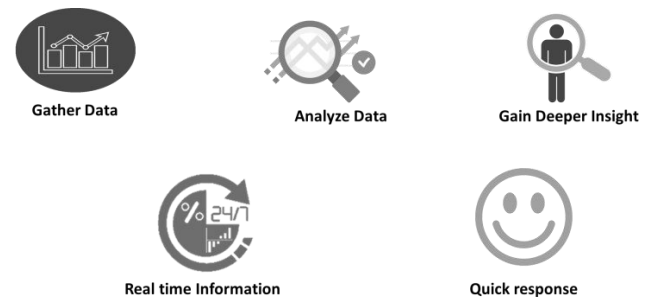 Gather Data
Analyze Data
Gain Deeper Insight
% 24/7
Real time Information
Quick response